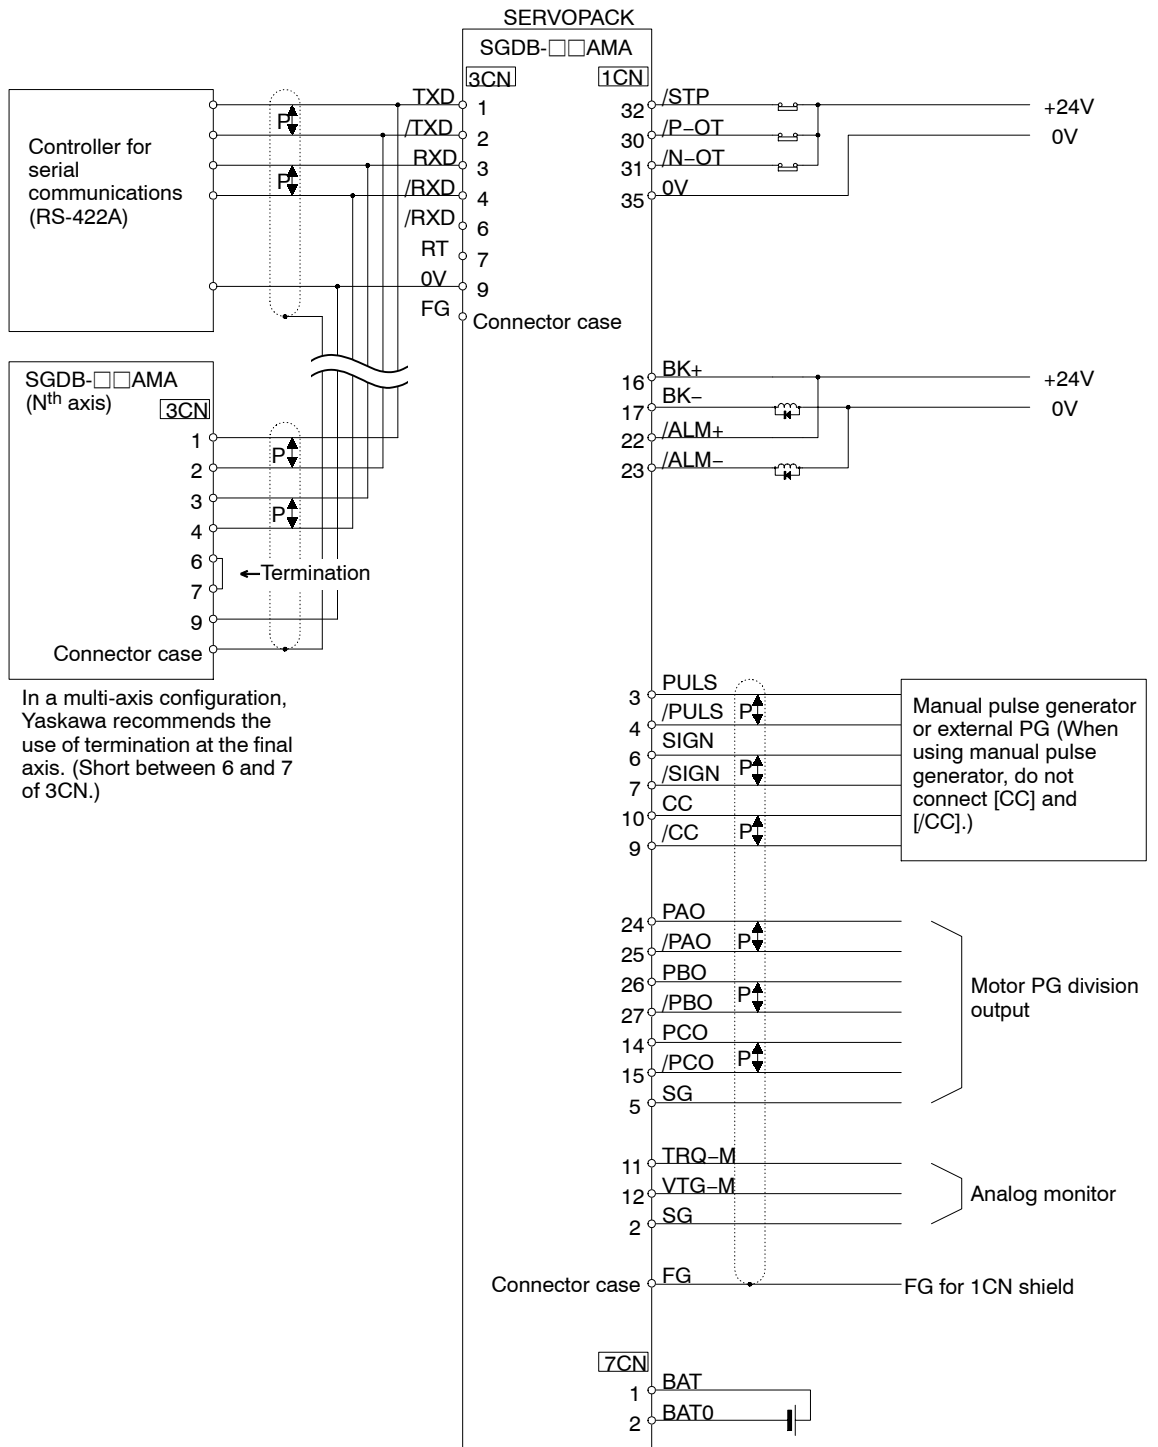 SERVOPACK
SGDB-□□AMA
3CN
1CN
Controller for
serial
communications
(RS-422A)
P
P
TXD 1
/TXD 2
RXD 3
/RXD 4
/RXD 6
RT 7
0V 9
FG Connector case
32 /STP
30 /P−OT
31 /N−OT
35 0V
+24V
0V
SGDB-□□AMA
(Nth axis)
3CN
1
2
3
4
6
7
9
Connector case
P
P
Termination
In a multi-axis configuration,
Yaskawa recommends the
use of termination at the final
axis. (Short between 6 and 7
of 3CN.)
16 BK+
17 BK−
22 /ALM+
23 /ALM−
+24V
0V
3 PULS
4 /PULS P
6 SIGN
7 /SIGN P
10 CC
9 /CC P
Manual pulse generator
or external PG (When
using manual pulse
generator, do not
connect [CC] and
[/CC].)
24 PAO
25 /PAO P
26 PBO
27 /PBO P
14 PCO
15 /PCO P
5 SG
Motor PG division
output
11 TRQ−M
12 VTG−M
2 SG
Analog monitor
Connector case FG
FG for 1CN shield
7CN
1 BAT
2 BAT0